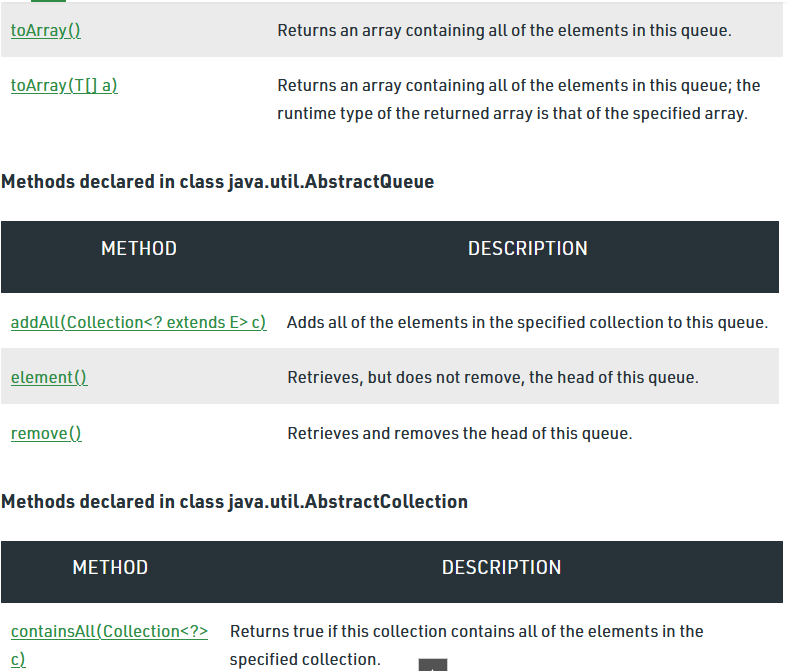 toArray() Returns an array containing all of the elements in this queue.
toArray(T[] a) Returns an array containing all of the elements in this queue; the
runtime type of the returned array is that of the specified array.
Methods declared in class java.util.AbstractQueue
METHOD DESCRIPTION
addAll(Collection<? extends E> c) Adds all of the elements in the specified collection to this queue.
element() Retrieves, but does not remove, the head of this queue.
remove() Retrieves and removes the head of this queue.
Methods declared in class java.util.AbstractCollection
METHOD DESCRIPTION
containsAll(Collection<?> Returns true if this collection contains all of the elements in the
c) specified collection.